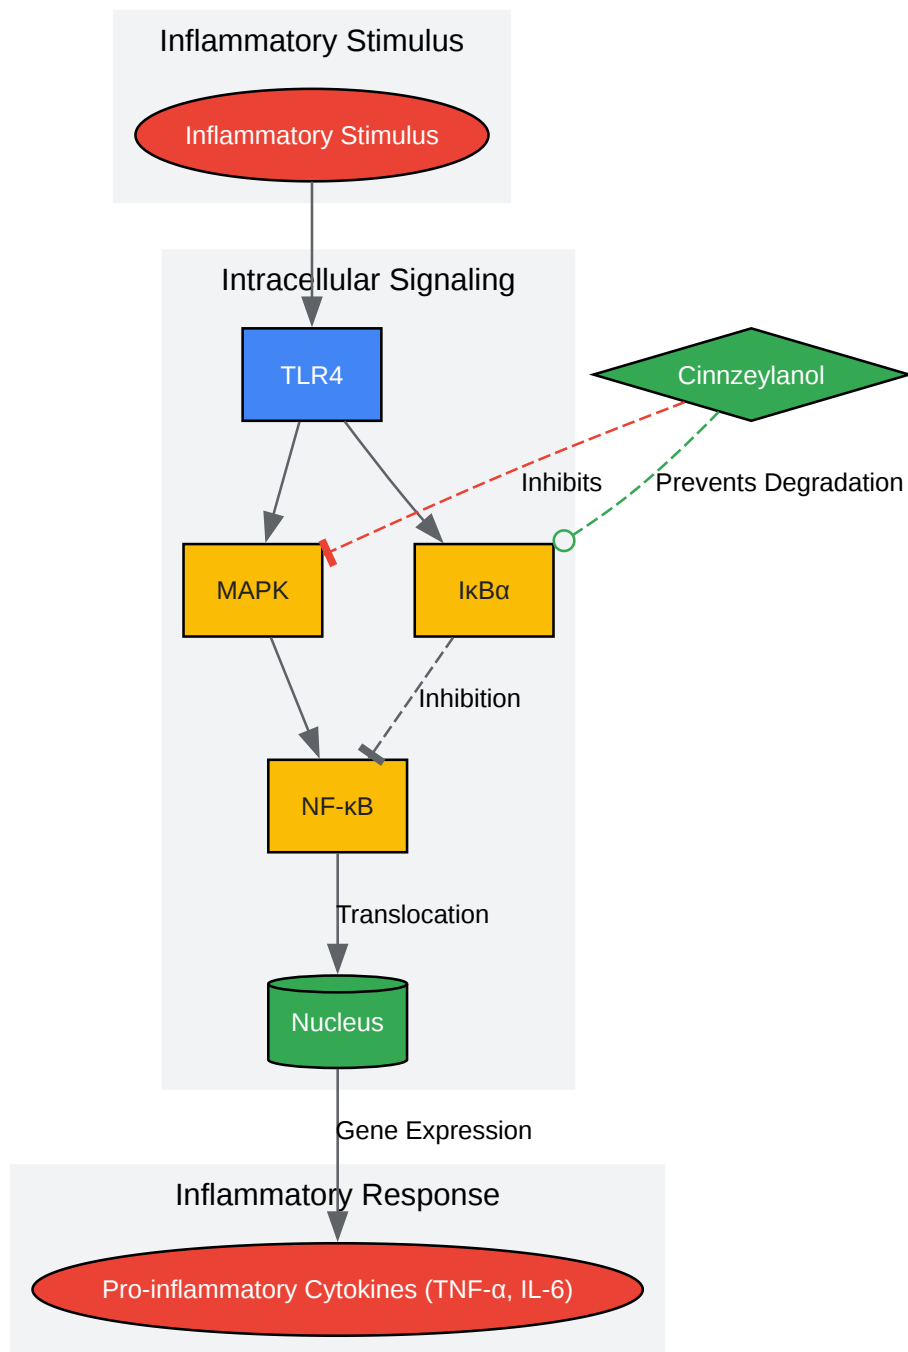 Inflammatory Stimulus
Inflammatory Stimulus
Intracellular Signaling
TLR4
Cinnzeylanol
Inhibits
Prevents Degradation
MAPK
IκBα
Inhibition
NF-κB
Translocation
Nucleus
Gene Expression
Inflammatory Response
Pro-inflammatory Cytokines (TNF-α, IL-6)